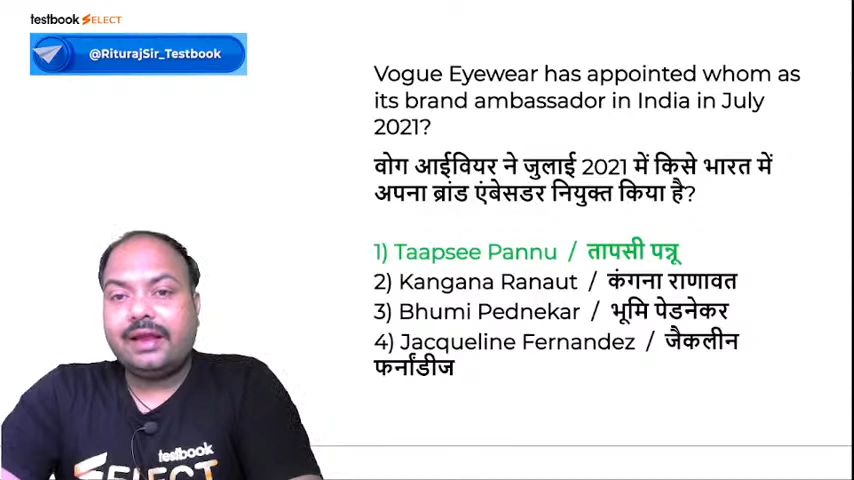 testbook SELECT
@RiturajSir_Testbook
Vogue Eyewear has appointed whom as
its brand ambassador in India in July
2021?
वोग आईवियर ने जुलाई 2021 में किसे भारत में
अपना ब्रांड एंबेसडर नियुक्त किया है?
1) Taapsee Pannu / तापसी पन्नू
2) Kangana Ranaut / कंगना राणावत
3) Bhumi Pednekar / भूमि पेडनेकर
4) Jacqueline Fernandez / जैकलीन
फर्नांडीज
testbook
SELECT